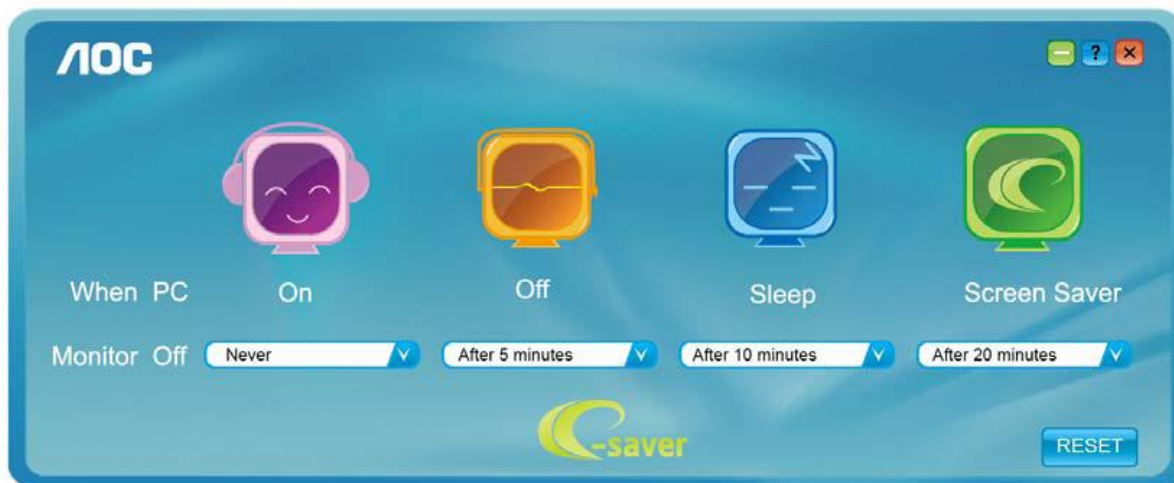 AOC
?
When PC On Off Sleep Screen Saver
Monitor Off Never After 5 minutes After 10 minutes After 20 minutes
e-saver
RESET